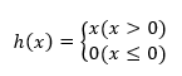 h(x) = {x(x > 0)
0(x ≤ 0)